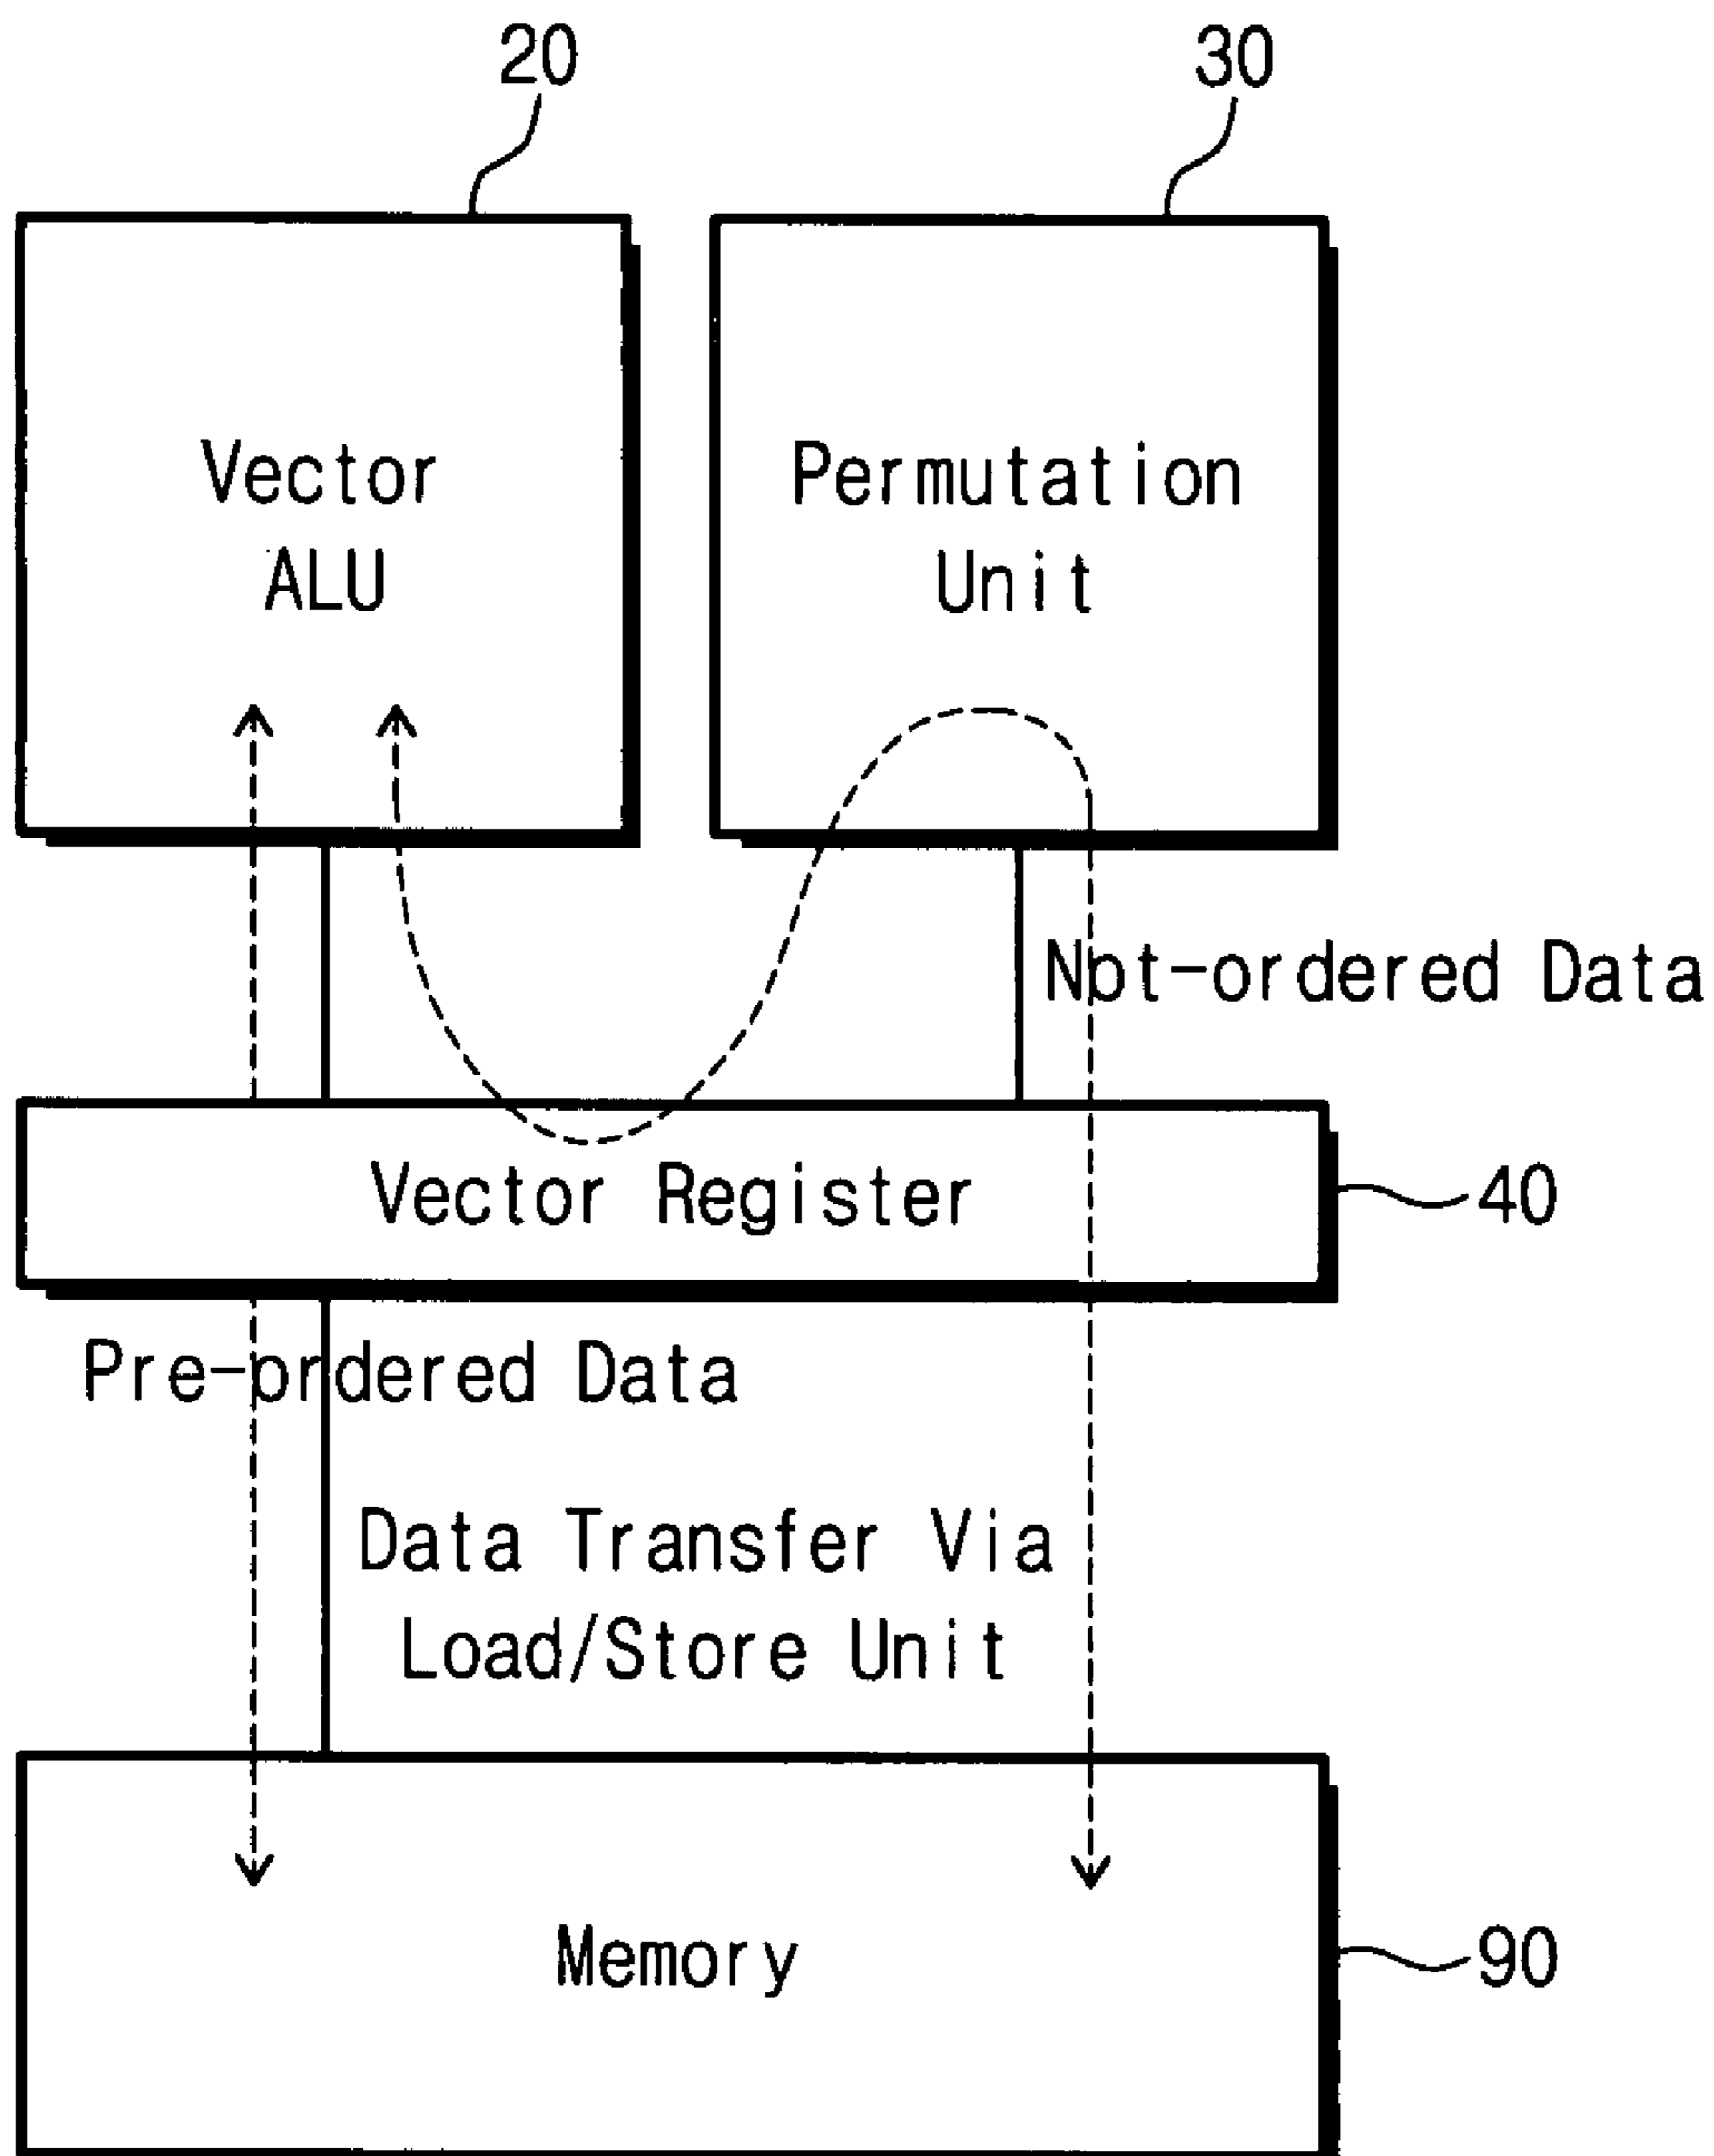 20
30
Vector
ALU
Permutation
Unit
Not-ordered Data
Vector Register
40
Pre-ordered Data
Data Transfer Via
Load/Store Unit
Memory
90